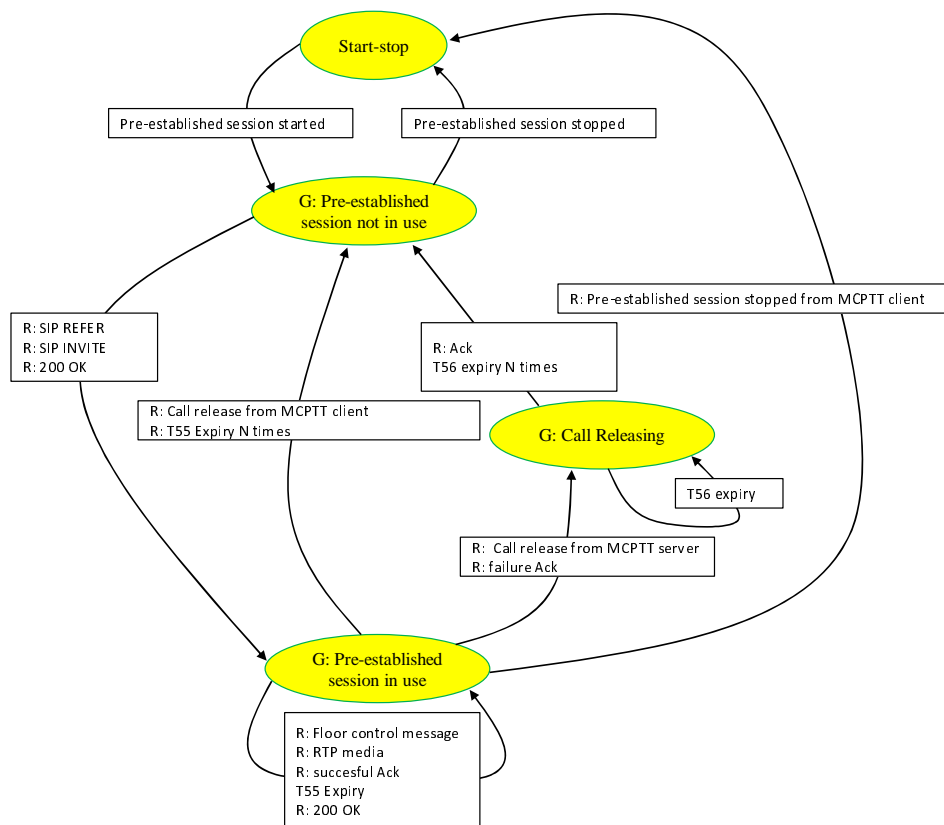 Start-stop
Pre-established session started
Pre-established session stopped
G: Pre-established
session not in use
R: Pre-established session stopped from MCPTT client
R: SIP REFER
R: SIP INVITE
R: 200 OK
R: Ack
T56 expiry N times
R: Call release from MCPTT client
R: T55 Expiry N times
G: Call Releasing
T56 expiry
R: Call release from MCPTT server
R: failure Ack
G: Pre-established
session in use
R: Floor control message
R: RTP media
R: succesful Ack
T55 Expiry
R: 200 OK